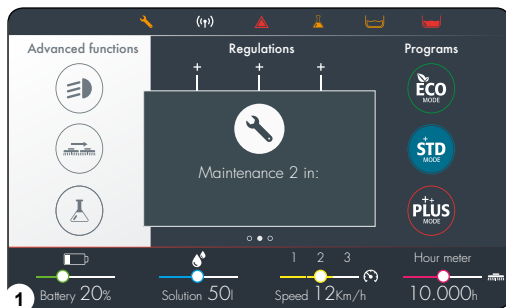 Advanced functions
Regulations
Programs
+ + +
ECO
MODE
+
STD
MODE
Maintenance 2 in:
++
PLUS
MODE
1 2 3
Hour meter
Battery 20%
Solution 50l
Speed 12Km/h
10.000h
1